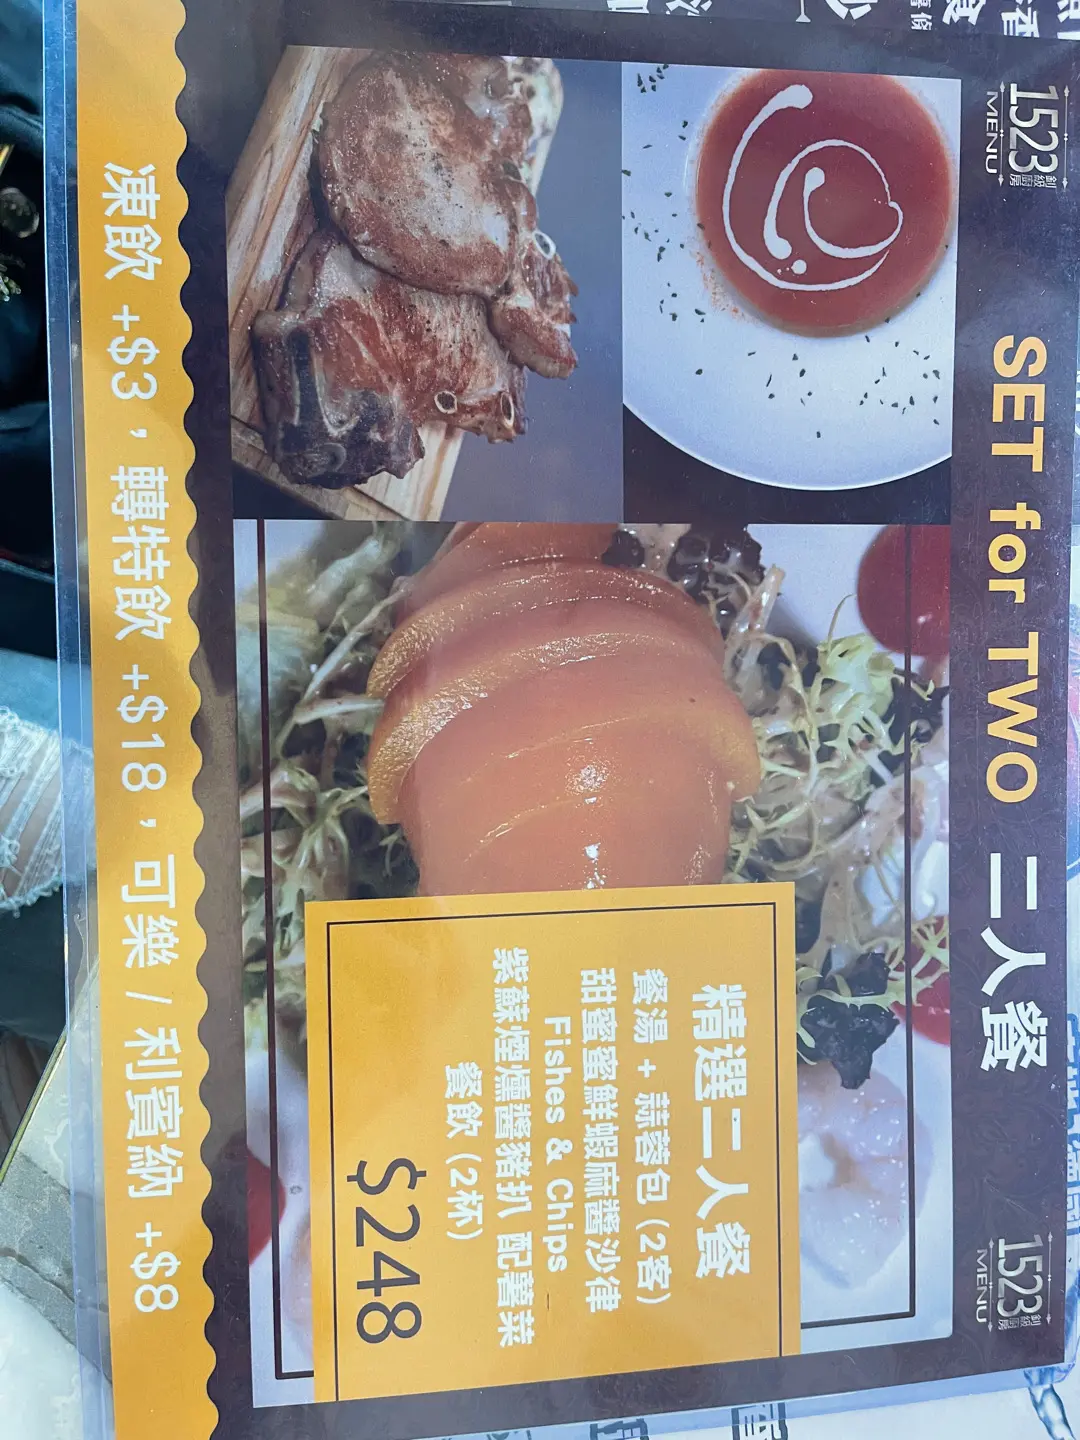 1523
MENU
SET for TWO 二人餐
1523
MENU
精選二人餐
餐湯 + 蒜蓉包 (2客)
甜蜜蜜鮮蝦麻醬沙律
Fishes & Chips
紫蘇煙燻醬豬扒 配薯菜
餐飲 (2杯)
$248
凍飲 +$3，轉特飲 +$18，可樂 / 利賓納 +$8